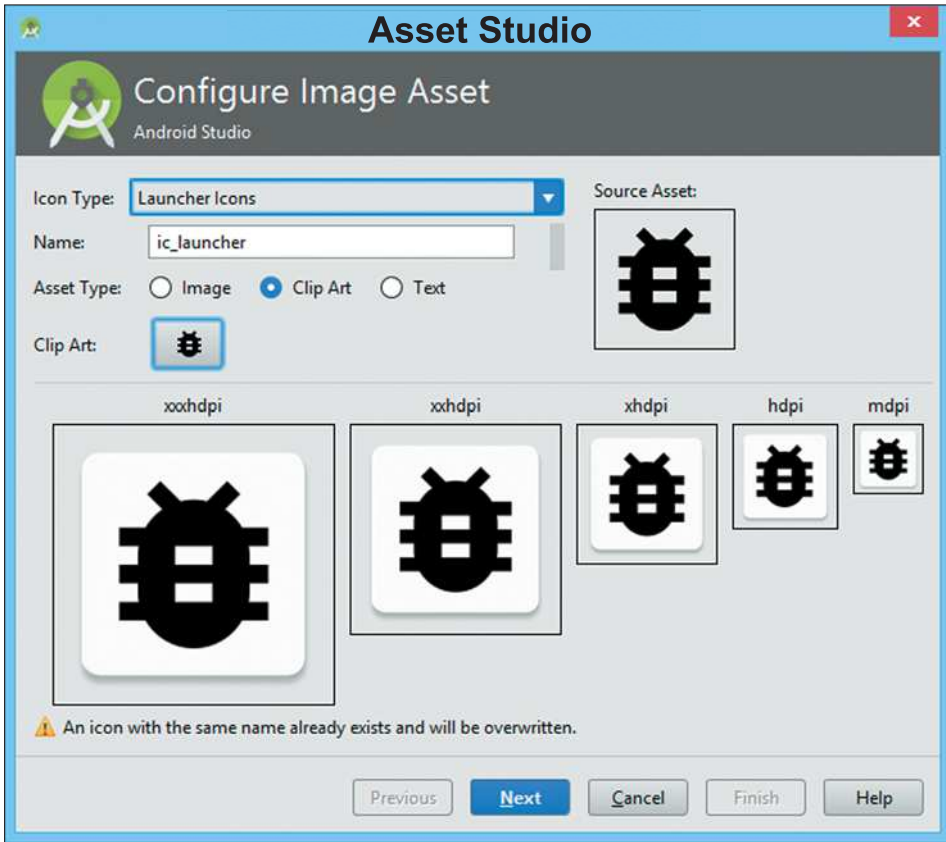 Asset Studio
Configure Image Asset
Android Studio
Icon Type: Launcher Icons
Source Asset:
Name: ic_launcher
Asset Type: Image Clip Art Text
Clip Art:
xxxhdpi xxhdpi xhdpi hdpi mdpi
An icon with the same name already exists and will be overwritten.
Previous Next Cancel Finish Help